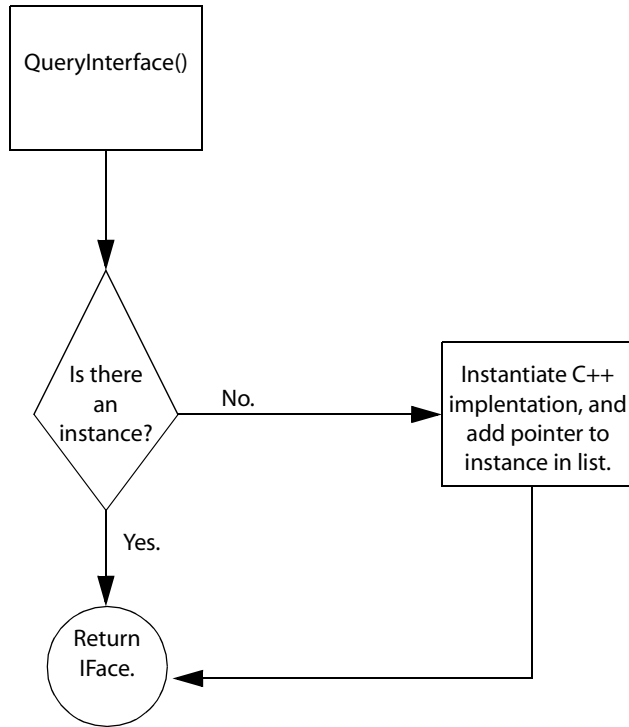 QueryInterface()
Is there
an
instance?
No.
Instantiate C++
implentation, and
add pointer to
instance in list.
Yes.
Return
IFace.